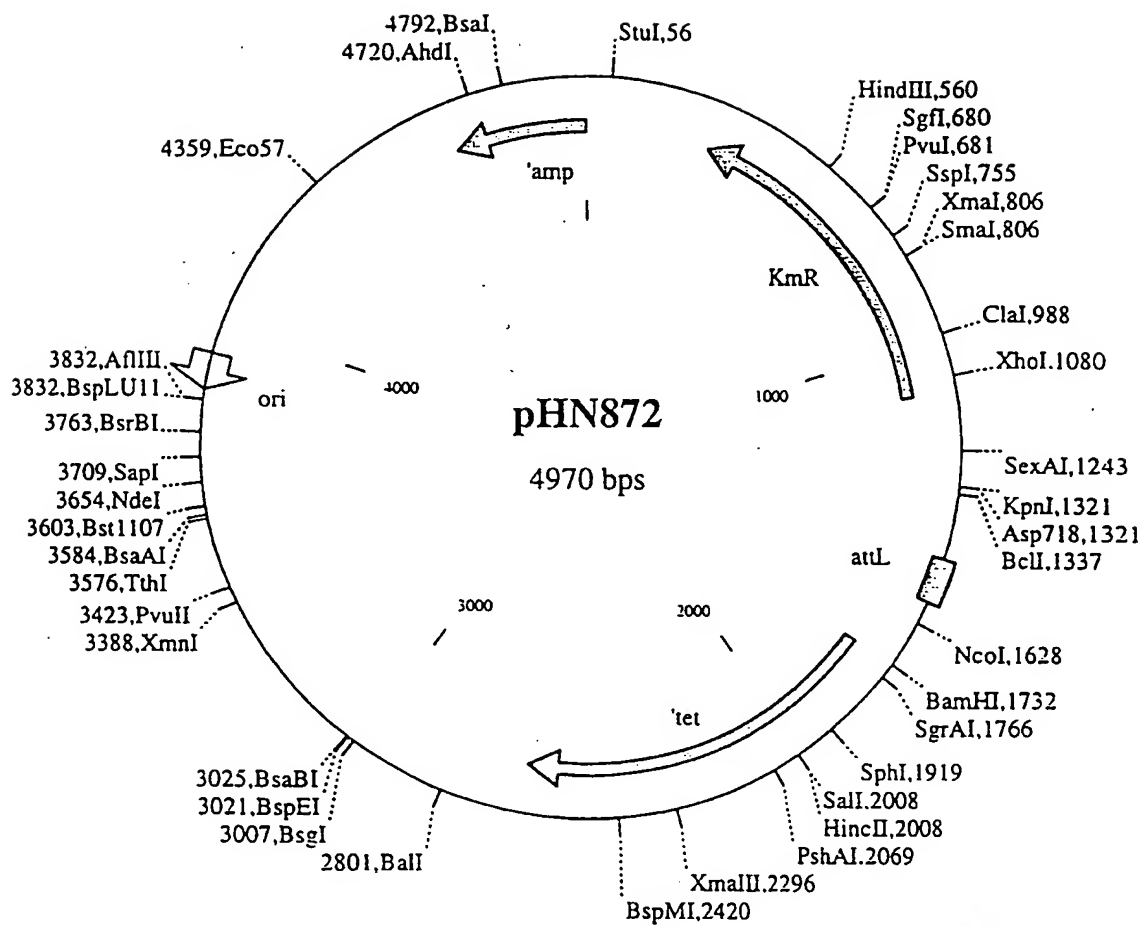 4792,BsaI
4720,AhdI
StuI,56
HindIII,560
SgfI,680
PvuI,681
SspI,755
XmaI,806
SmaI,806
4359,Eco57
'amp
KmR
ClaI,988
XhoI.1080
3832,AflIII
3832,BspLU11
ori
4000
1000
pHN872
4970 bps
3763,BsrBI
3709,SapI
3654,NdeI
3603,Bst1107
3584,BsaAI
3576,TthI
3423,PvuII
3388,XmnI
SexAI,1243
KpnI,1321
Asp718,1321
BclI,1337
attL
3000
2000
NcoI,1628
BamHI,1732
SgrAI,1766
'tet
SphI,1919
SalI.2008
HincII,2008
PshAI.2069
3025,BsaBI
3021,BspEI
3007,BsgI
2801,BalI
XmaIII.2296
BspMI,2420